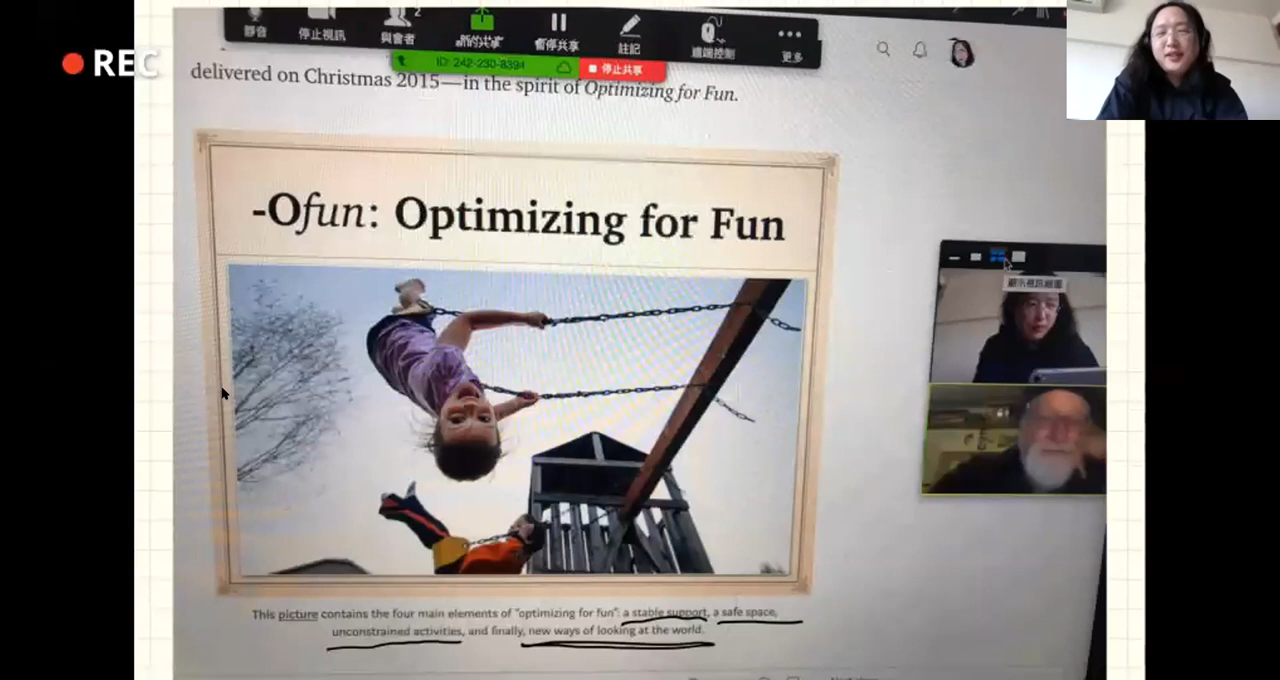 REC
靜音 停止視訊 與會者 2 新的共享 暫停共享 註記 遠端控制 更多
ID: 242-230-8394 停止共享
delivered on Christmas 2015—in the spirit of Optimizing for Fun.
-Ofun: Optimizing for Fun
This picture contains the four main elements of "optimizing for fun": a stable support, a safe space,
unconstrained activities, and finally, new ways of looking at the world.